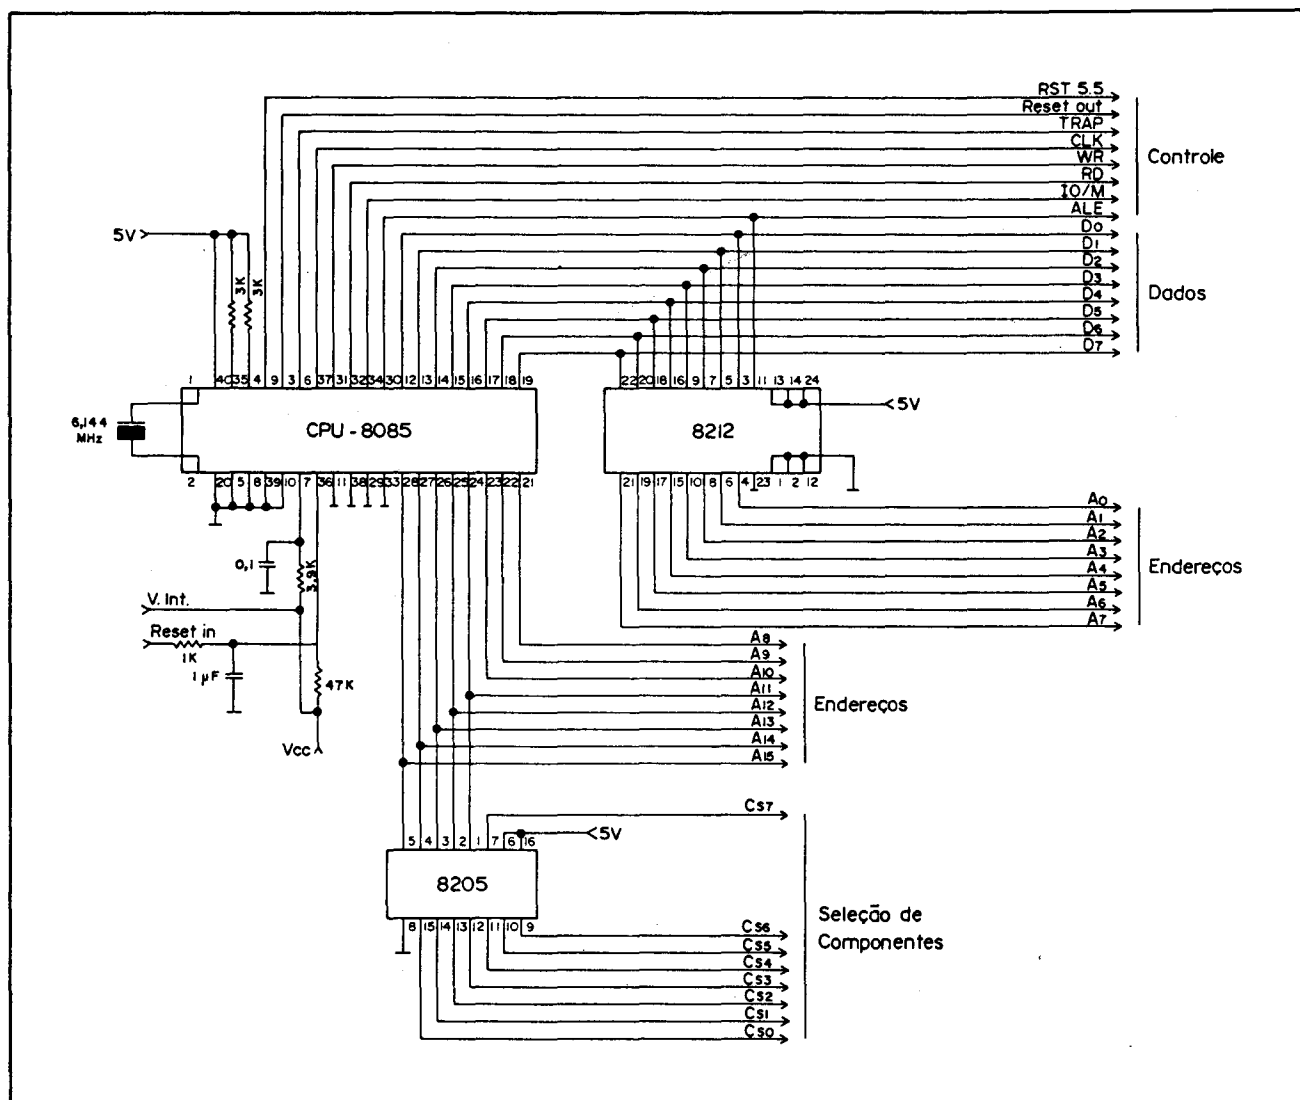 RST 5.5
Reset out
TRAP
CLK
WR
RD
IO/M
ALE
Controle
D0
D1
D2
D3
D4
D5
D6
D7
Dados
5V
3K
3K
1 40 35 4 9 3 6 37 31 32 34 30 12 13 14 15 16 17 18 19
22 20 18 16 9 7 5 3 11 13 14 24
5V
6,144
MHz
CPU - 8085
8212
2 20 5 8 39 10 7 36 11 38 29 33 28 27 26 25 24 23 22 21
21 19 17 15 10 8 6 4 23 1 2 12
A0
A1
A2
A3
A4
A5
A6
A7
Endereços
0,1
3,9K
V. Int.
Reset in
1K
1 µF
47K
Vcc
A8
A9
A10
A11
A12
A13
A14
A15
Endereços
Cs7
5V
5 4 3 2 1 7 6 16
8205
8 15 14 13 12 11 10 9
Cs6
Cs5
Cs4
Cs3
Cs2
Cs1
Cs0
Seleção de
Componentes